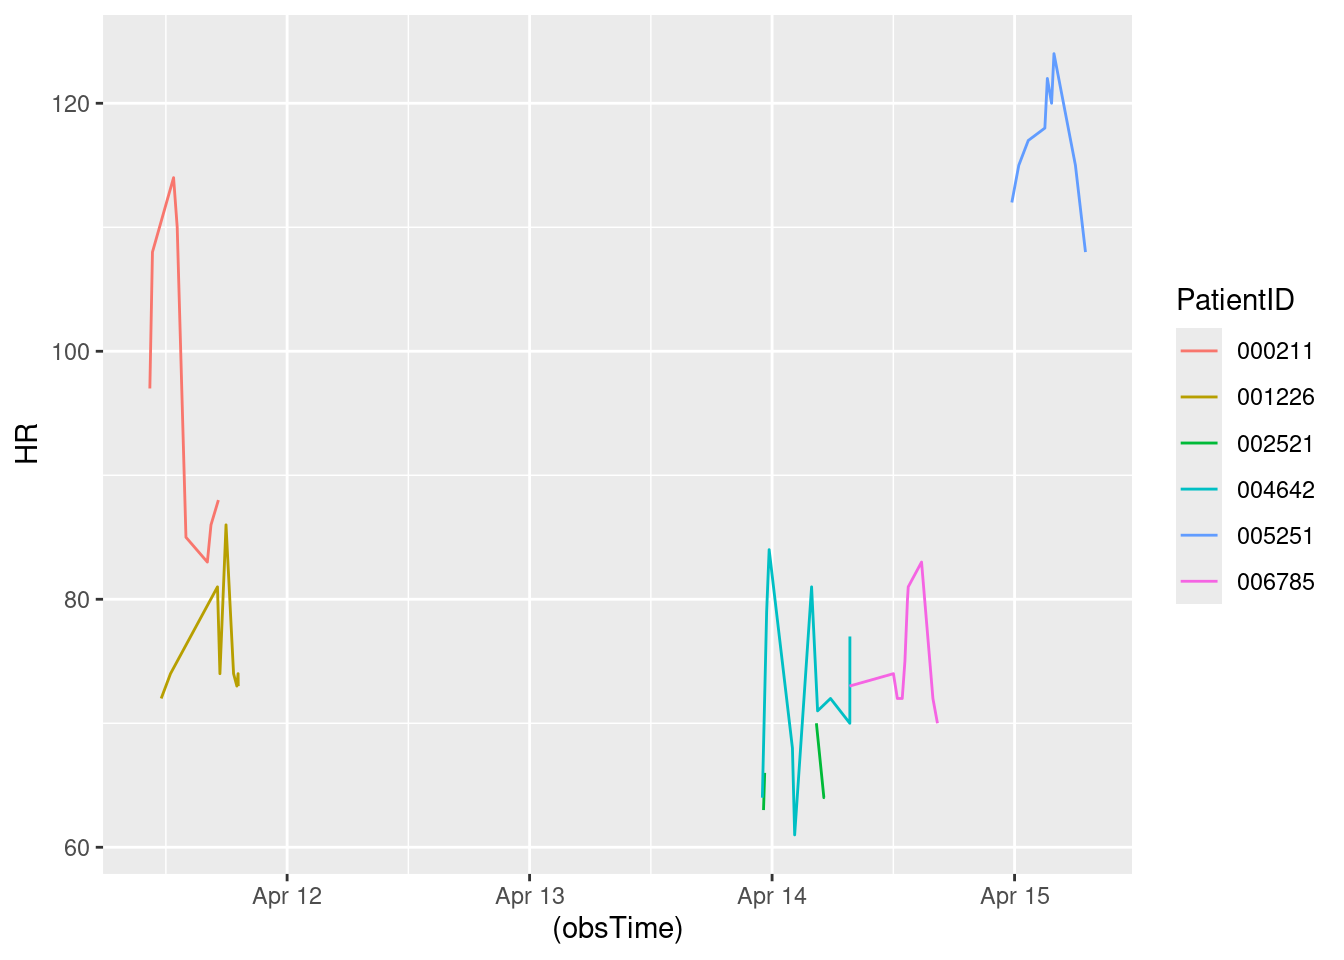 120
100
80
60
HR
Apr 12
Apr 13
Apr 14
Apr 15
(obsTime)
PatientID
000211
001226
002521
004642
005251
006785